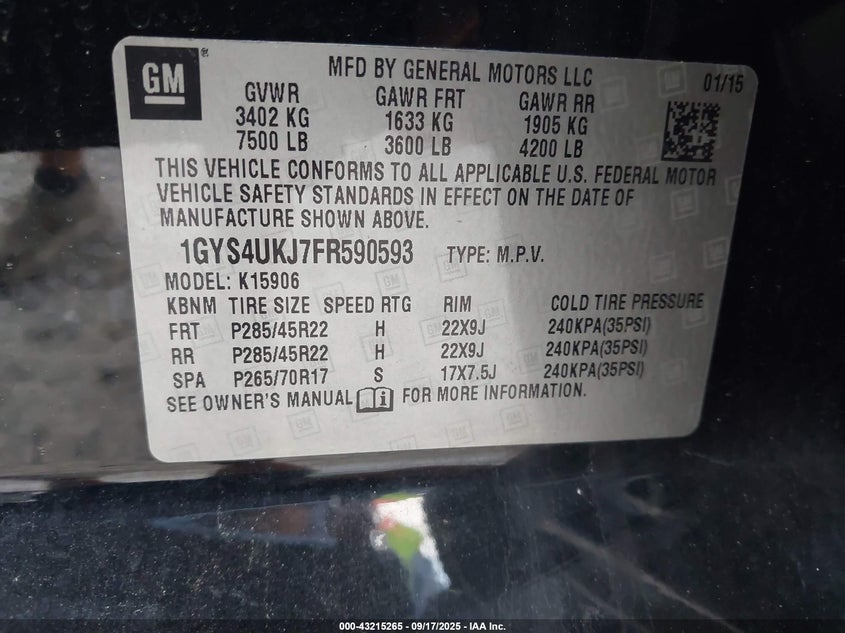 GM ®
MFD BY GENERAL MOTORS LLC 01/15
GVWR GAWR FRT GAWR RR
3402 KG 1633 KG 1905 KG
7500 LB 3600 LB 4200 LB
THIS VEHICLE CONFORMS TO ALL APPLICABLE U.S. FEDERAL MOTOR
VEHICLE SAFETY STANDARDS IN EFFECT ON THE DATE OF
MANUFACTURE SHOWN ABOVE.
1GYS4UKJ7FR590593 TYPE: M.P.V.
MODEL: K15906
KBNM TIRE SIZE SPEED RTG RIM COLD TIRE PRESSURE
FRT P285/45R22 H 22X9J 240KPA(35PSI)
RR P285/45R22 H 22X9J 240KPA(35PSI)
SPA P265/70R17 S 17X7.5J 240KPA(35PSI)
SEE OWNER'S MANUAL i FOR MORE INFORMATION.
000-43215265 - 09/17/2025 - IAA Inc.